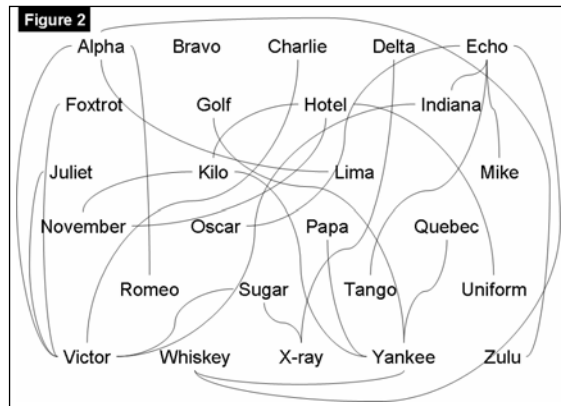 Figure 2
Alpha Bravo Charlie Delta Echo
Foxtrot Golf Hotel Indiana
Juliet Kilo Lima Mike
November Oscar Papa Quebec
Romeo Sugar Tango Uniform
Victor Whiskey X-ray Yankee Zulu